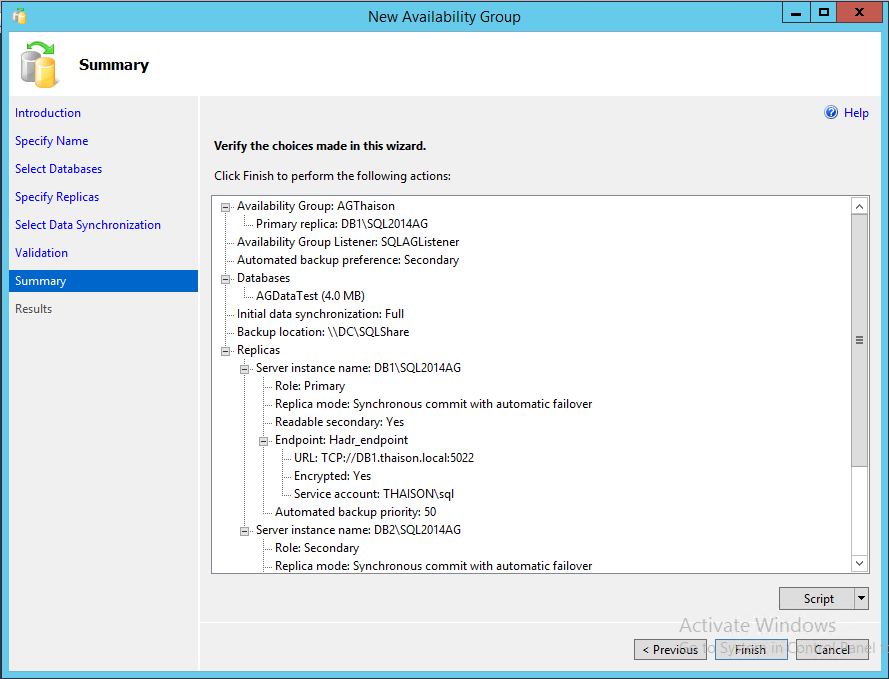 New Availability Group
Summary
Introduction
Specify Name
Select Databases
Specify Replicas
Select Data Synchronization
Validation
Summary
Results
Help
Verify the choices made in this wizard.
Click Finish to perform the following actions:
Availability Group: AGThaison
Primary replica: DB1\SQL2014AG
Availability Group Listener: SQLAGListener
Automated backup preference: Secondary
Databases
AGDataTest (4.0 MB)
Initial data synchronization: Full
Backup location: \\DC\SQLShare
Replicas
Server instance name: DB1\SQL2014AG
Role: Primary
Replica mode: Synchronous commit with automatic failover
Readable secondary: Yes
Endpoint: Hadr_endpoint
URL: TCP://DB1.thaison.local:5022
Encrypted: Yes
Service account: THAISON\sql
Automated backup priority: 50
Server instance name: DB2\SQL2014AG
Role: Secondary
Replica mode: Synchronous commit with automatic failover
Script
Activate Windows
Go to System in Control Panel
< Previous
Finish
Cancel